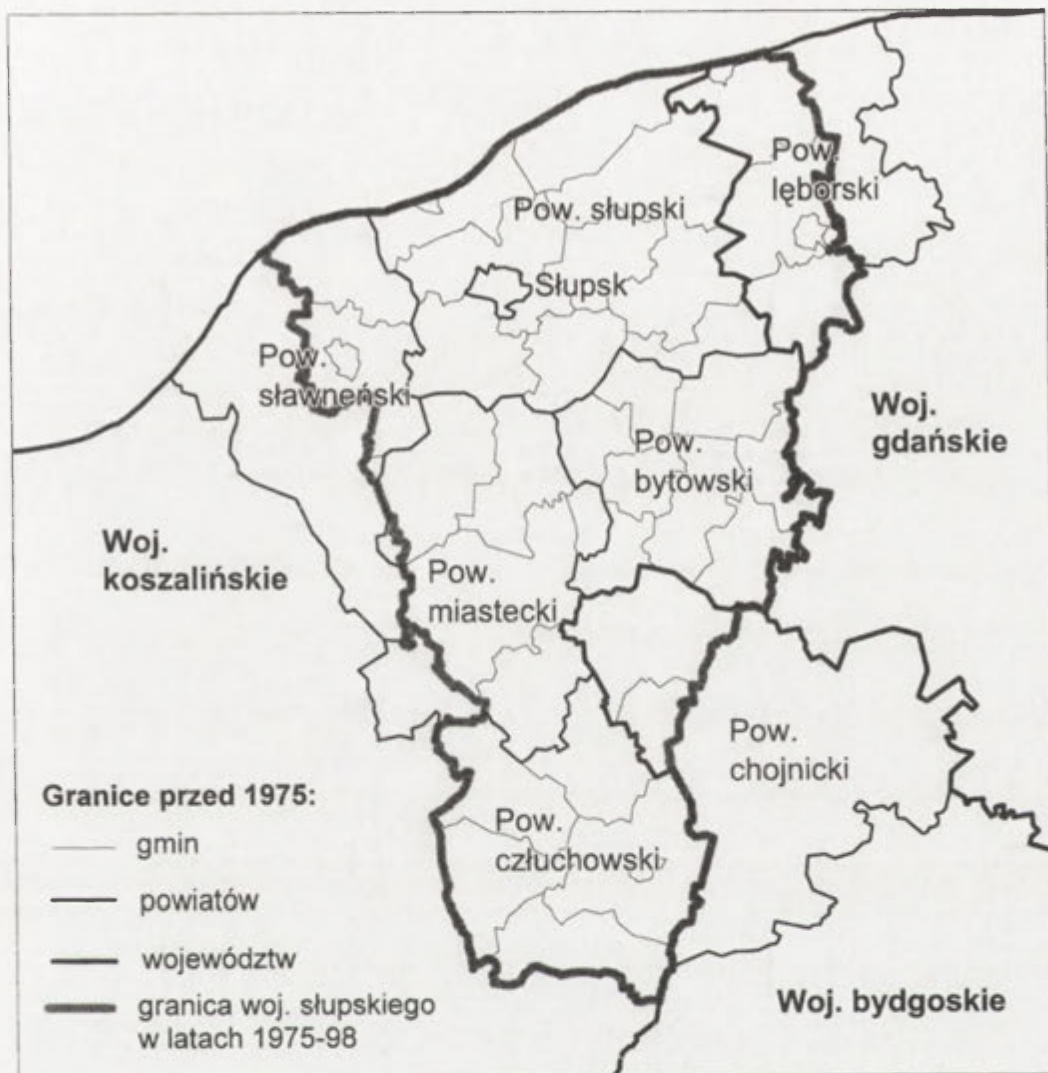 Pow.
lęborski
Pow. słupski
Słupsk
Pow.
sławneński
Woj.
gdańskie
Pow.
bytowski
Woj.
koszalińskie
Pow.
miastecki
Pow.
chojnicki
Granice przed 1975:
gmin
powiatów
województw
granica woj. słupskiego
w latach 1975-98
Pow.
człuchowski
Woj. bydgoskie